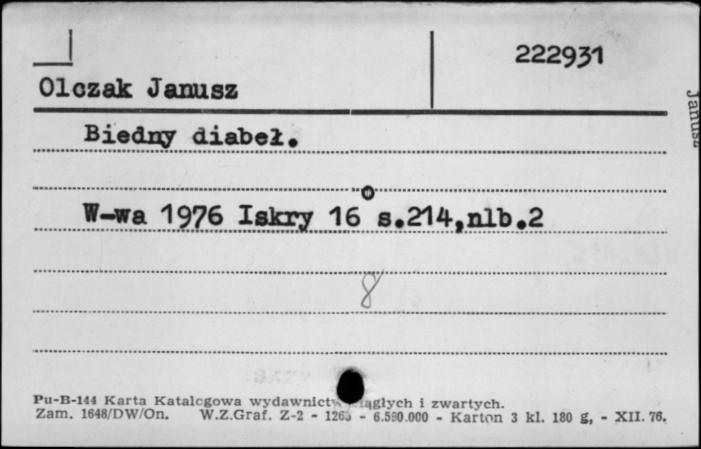 222931
Olczak Janusz
Janusz
Biedny diabeł.
W-wa 1976 Iskry 16° s.214,nlb.2
8
Pu-B-144 Karta Katalogowa wydawnictw ciągłych i zwartych.
Zam. 1648/DW/On. W.Z.Graf. Z-2 - 1265 - 6.590.000 - Karton 3 kl. 180 g, - XII. 76.